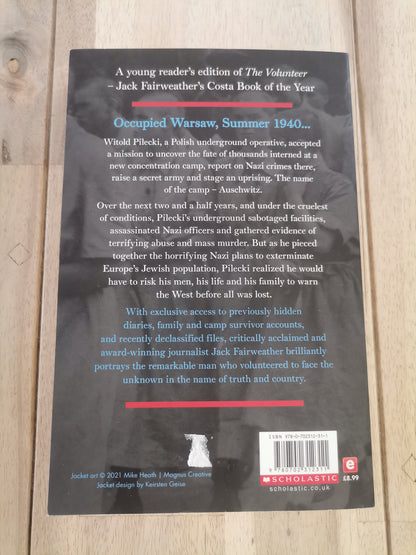 A young reader's edition of The Volunteer
– Jack Fairweather's Costa Book of the Year
Occupied Warsaw, Summer 1940...
Witold Pilecki, a Polish underground operative, accepted
a mission to uncover the fate of thousands interned at a
new concentration camp, report on Nazi crimes there,
raise a secret army and stage an uprising. The name
of the camp – Auschwitz.
Over the next two and a half years, and under the cruelest
of conditions, Pilecki's underground sabotaged facilities,
assassinated Nazi officers and gathered evidence of
terrifying abuse and mass murder. But as he pieced
together the horrifying Nazi plans to exterminate
Europe's Jewish population, Pilecki realized he would
have to risk his men, his life and his family to warn
the West before all was lost.
With exclusive access to previously hidden
diaries, family and camp survivor accounts,
and recently declassified files, critically acclaimed and
award-winning journalist Jack Fairweather brilliantly
portrays the remarkable man who volunteered to face the
unknown in the name of truth and country.
Jacket art © 2021 Mike Heath | Magnus Creative
Jacket design by Keirsten Geise
ISBN 978-0-702312-31-1
9 780702 312311
e
SCHOLASTIC
scholastic.co.uk
£8.99